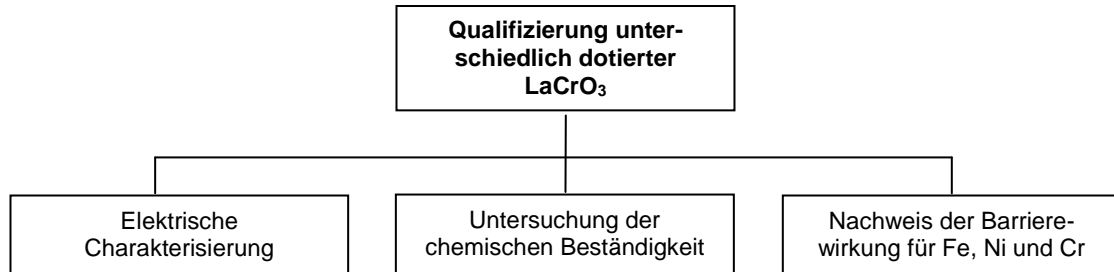 Qualifizierung unter-
schiedlich dotierter
LaCrO₃
Elektrische
Charakterisierung
Untersuchung der
chemischen Beständigkeit
Nachweis der Barriere-
wirkung für Fe, Ni und Cr